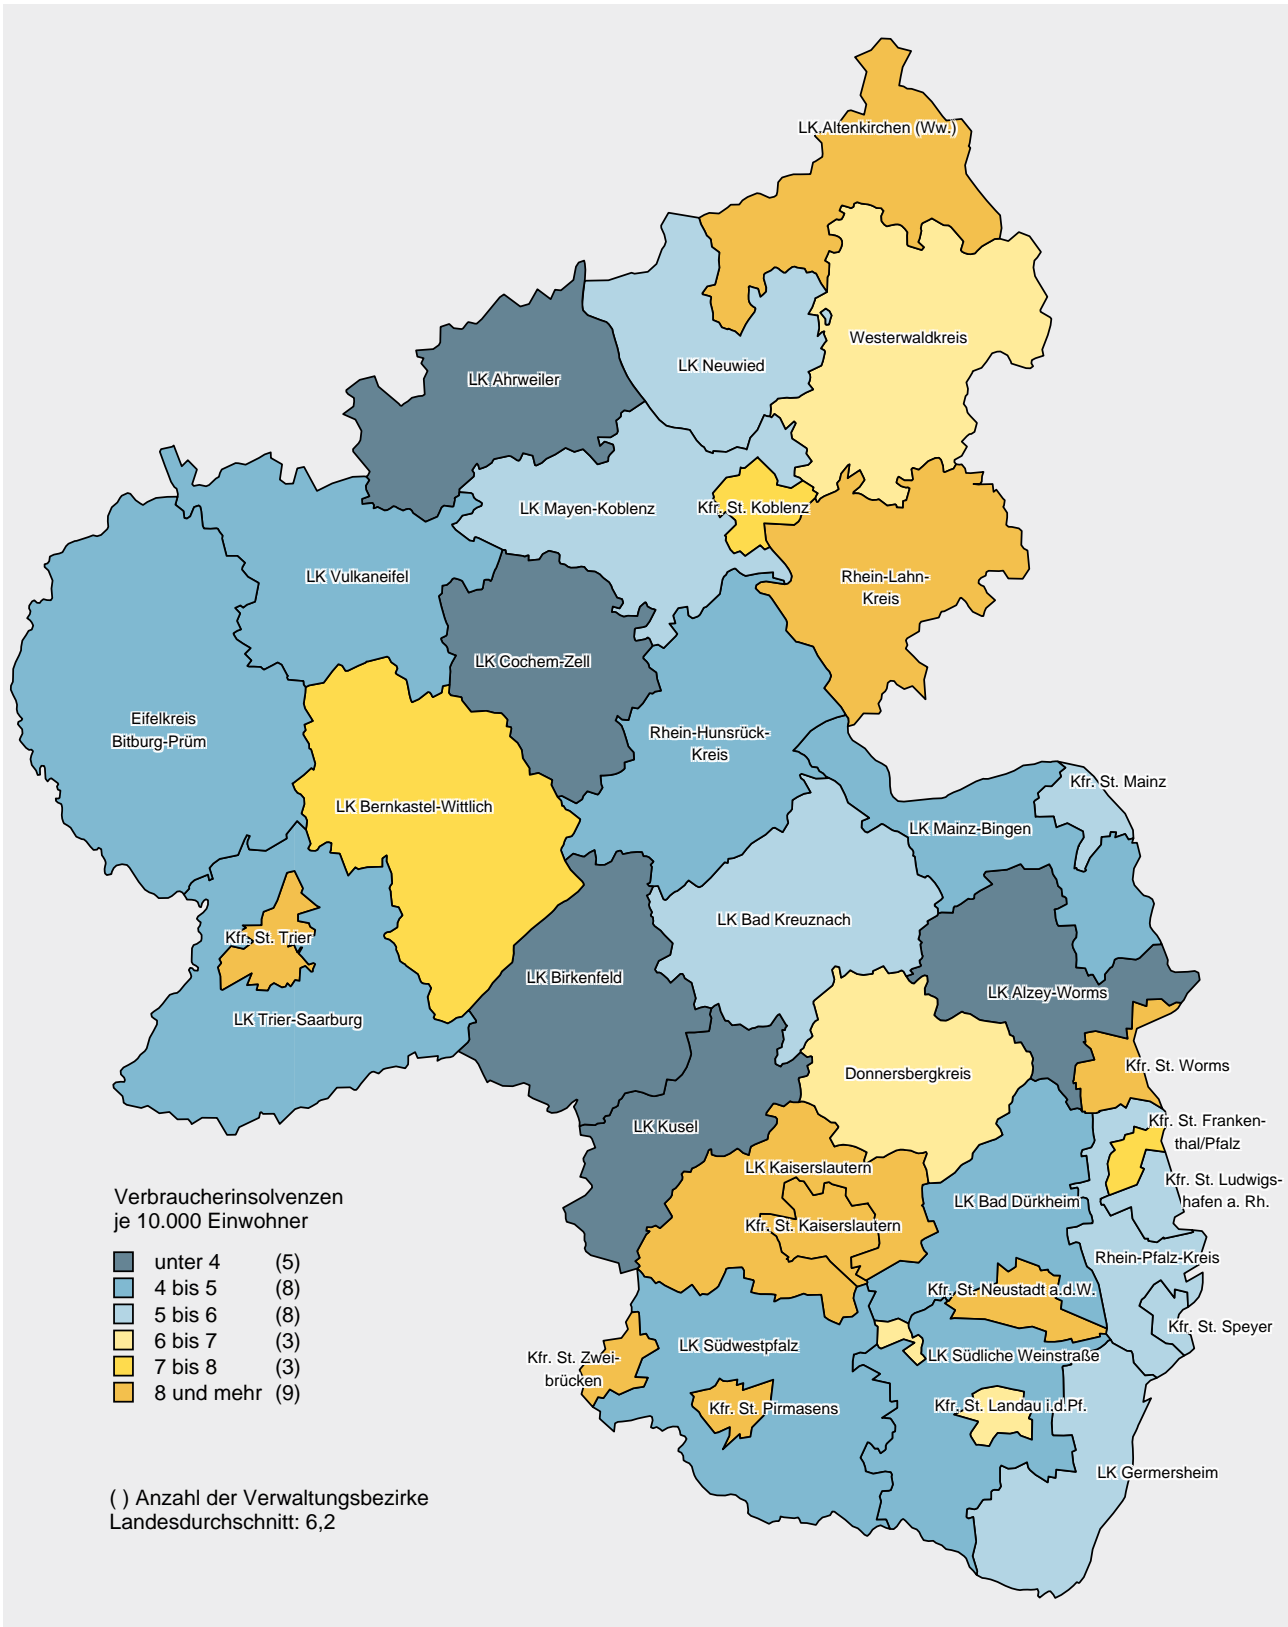 LK Altenkirchen (Ww.)
Westerwaldkreis
LK Neuwied
LK Ahrweiler
LK Mayen-Koblenz
Kfr. St. Koblenz
LK Vulkaneifel
Rhein-Lahn-
Kreis
LK Cochem-Zell
Eifelkreis
Bitburg-Prüm
Rhein-Hunsrück-
Kreis
Kfr. St. Mainz
LK Bernkastel-Wittlich
LK Mainz-Bingen
LK Bad Kreuznach
Kfr. St. Trier
LK Birkenfeld
LK Alzey-Worms
LK Trier-Saarburg
Kfr. St. Worms
Donnersbergkreis
Kfr. St. Franken-
thal/Pfalz
LK Kusel
LK Kaiserslautern
Kfr. St. Ludwigs-
hafen a. Rh.
LK Bad Dürkheim
Kfr. St. Kaiserslautern
Rhein-Pfalz-Kreis
Kfr. St. Neustadt a.d.W.
Kfr. St. Speyer
LK Südwestpfalz
LK Südliche Weinstraße
Kfr. St. Zwei-
brücken
Kfr. St. Pirmasens
Kfr. St. Landau i.d.Pf.
LK Germersheim
Verbraucherinsolvenzen
je 10.000 Einwohner
unter 4 (5)
4 bis 5 (8)
5 bis 6 (8)
6 bis 7 (3)
7 bis 8 (3)
8 und mehr (9)
( ) Anzahl der Verwaltungsbezirke
Landesdurchschnitt: 6,2